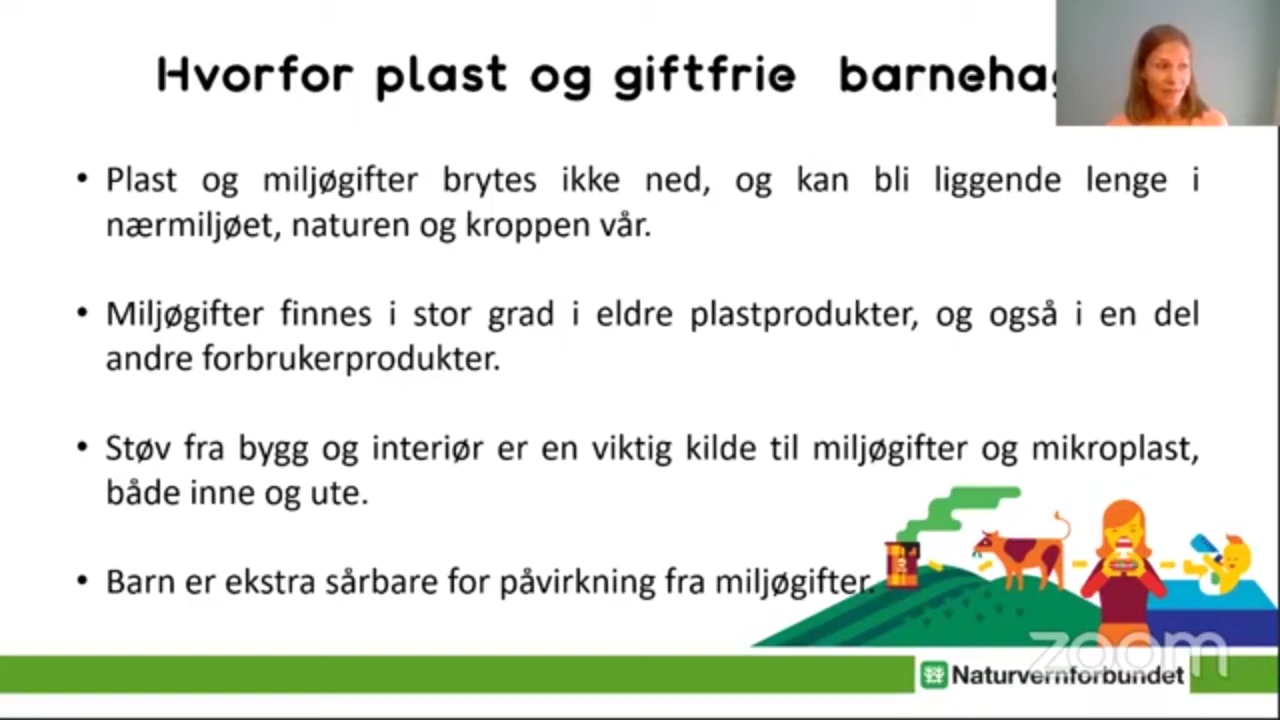 Hvorfor plast og giftfrie barnehag
• Plast og miljøgifter brytes ikke ned, og kan bli liggende lenge i
nærmiljøet, naturen og kroppen vår.
• Miljøgifter finnes i stor grad i eldre plastprodukter, og også i en del
andre forbrukerprodukter.
• Støv fra bygg og interiør er en viktig kilde til miljøgifter og mikroplast,
både inne og ute.
• Barn er ekstra sårbare for påvirkning fra miljøgifter.
zoom
Naturvernforbundet